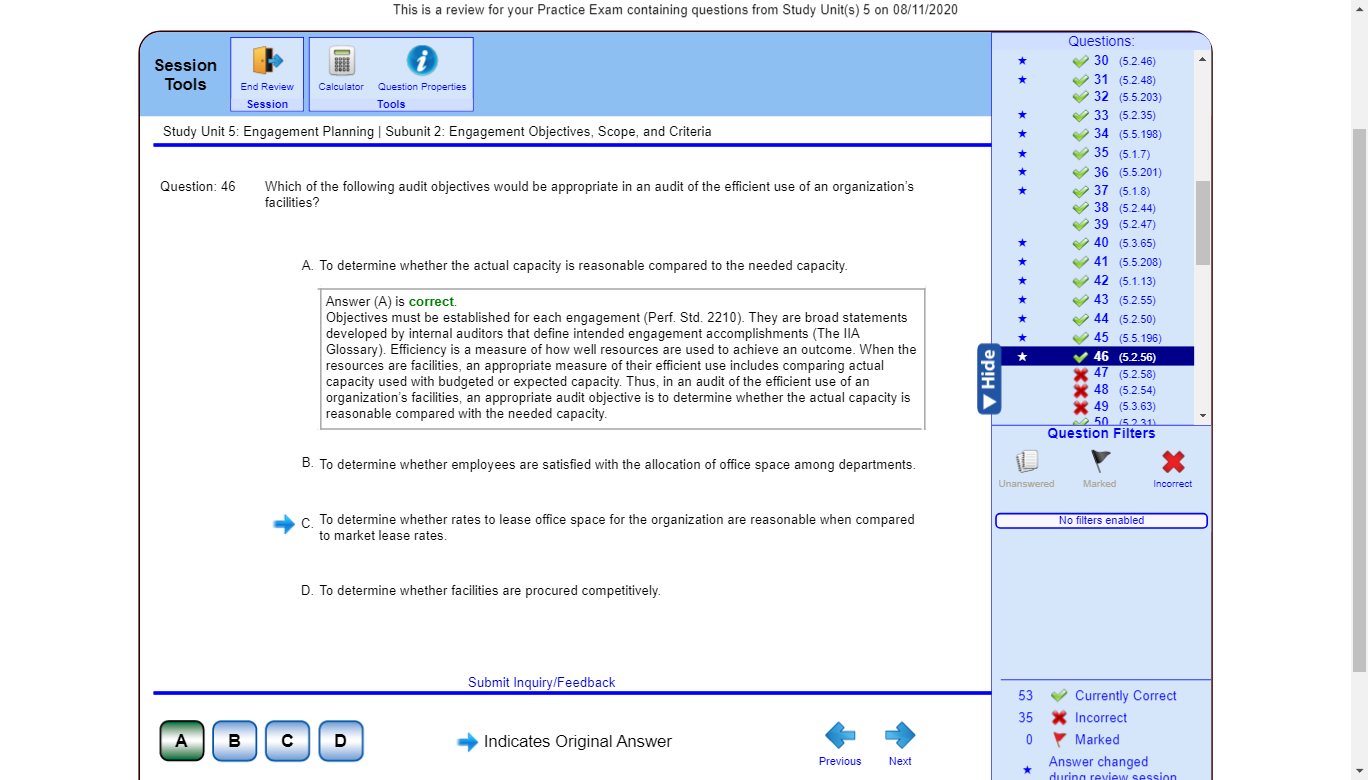 This is a review for your Practice Exam containing questions from Study Unit(s) 5 on 08/11/2020
Session
Tools
End Review
Session
Calculator
Question Properties
Tools
Study Unit 5: Engagement Planning | Subunit 2: Engagement Objectives, Scope, and Criteria
Question: 46
Which of the following audit objectives would be appropriate in an audit of the efficient use of an organization's
facilities?
A. To determine whether the actual capacity is reasonable compared to the needed capacity.
Answer (A) is correct.
Objectives must be established for each engagement (Perf. Std. 2210). They are broad statements
developed by internal auditors that define intended engagement accomplishments (The IIA
Glossary). Efficiency is a measure of how well resources are used to achieve an outcome. When the
resources are facilities, an appropriate measure of their efficient use includes comparing actual
capacity used with budgeted or expected capacity. Thus, in an audit of the efficient use of an
organization's facilities, an appropriate audit objective is to determine whether the actual capacity is
reasonable compared with the needed capacity.
B. To determine whether employees are satisfied with the allocation of office space among departments.
C. To determine whether rates to lease office space for the organization are reasonable when compared
to market lease rates.
D. To determine whether facilities are procured competitively.
Submit Inquiry/Feedback
A
B
C
D
Indicates Original Answer
Previous
Next
Questions:
30 (5.2.46)
31 (5.2.48)
32 (5.5.203)
33 (5.2.35)
34 (5.5.198)
35 (5.1.7)
36 (5.5.201)
37 (5.1.8)
38 (5.2.44)
39 (5.2.47)
40 (5.3.65)
41 (5.5.208)
42 (5.1.13)
43 (5.2.55)
44 (5.2.50)
45 (5.5.196)
46 (5.2.56)
47 (5.2.58)
48 (5.2.54)
49 (5.3.63)
50 (5.2.31)
Hide
Question Filters
Unanswered
Marked
Incorrect
No filters enabled
53 Currently Correct
35 Incorrect
0 Marked
Answer changed
during review session